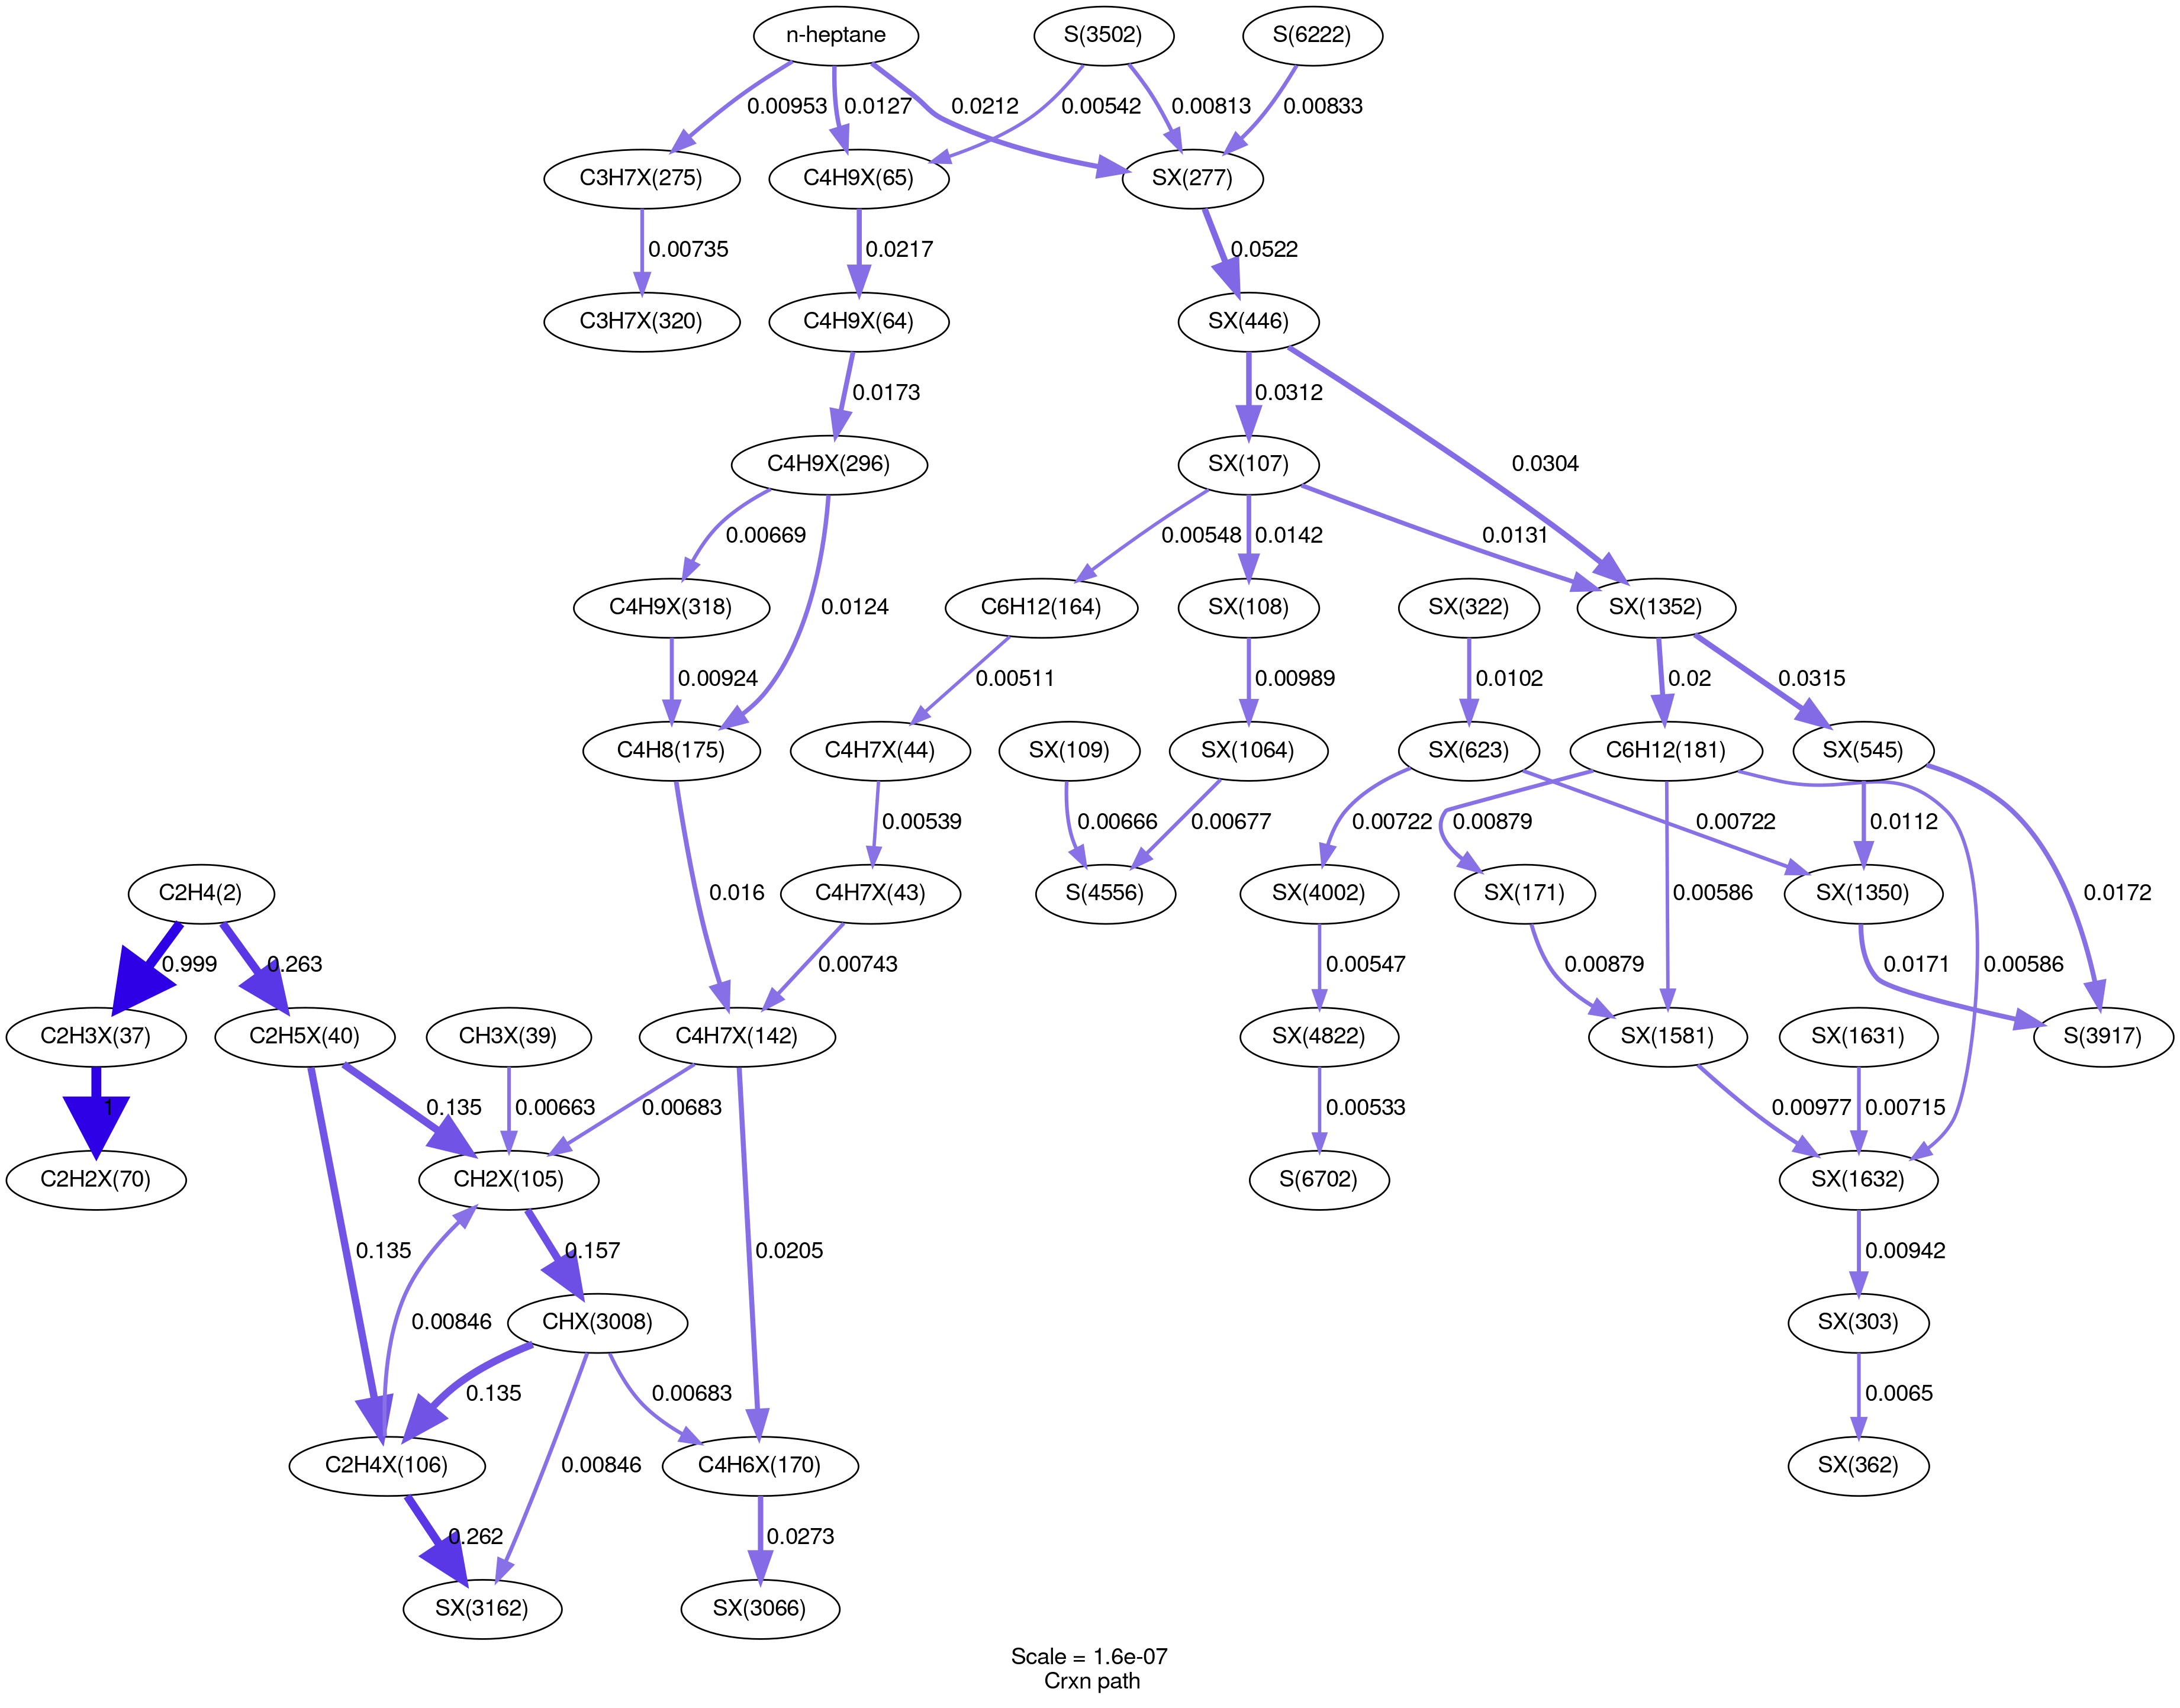 n-heptane
S(3502)
S(6222)
0.00953
0.0127
0.0212
0.00542
0.00813
0.00833
C3H7X(275)
C4H9X(65)
SX(277)
0.00735
0.0217
0.0522
C3H7X(320)
C4H9X(64)
SX(446)
0.0173
0.0312
0.0304
C4H9X(296)
SX(107)
0.00669
0.0124
0.00548
0.0142
0.0131
C4H9X(318)
C6H12(164)
SX(108)
SX(322)
SX(1352)
0.00924
0.00511
0.00989
0.0102
0.02
0.0315
C4H8(175)
C4H7X(44)
SX(109)
SX(1064)
SX(623)
C6H12(181)
SX(545)
0.016
0.00539
0.00666
0.00677
0.00722
0.00879
0.00586
0.00722
0.0112
0.0172
C2H4(2)
C4H7X(43)
S(4556)
SX(4002)
SX(171)
SX(1350)
0.999
0.263
0.00743
0.00547
0.00879
0.0171
0.00586
C2H3X(37)
C2H5X(40)
CH3X(39)
C4H7X(142)
SX(4822)
SX(1581)
SX(1631)
S(3917)
1
0.135
0.00663
0.00683
0.00533
0.00977
0.00715
C2H2X(70)
CH2X(105)
S(6702)
SX(1632)
0.135
0.00846
0.157
0.0205
0.00942
CHX(3008)
SX(303)
0.135
0.00846
0.00683
0.0065
C2H4X(106)
C4H6X(170)
SX(362)
0.262
0.0273
SX(3162)
SX(3066)
Scale = 1.6e-07
Crxn path